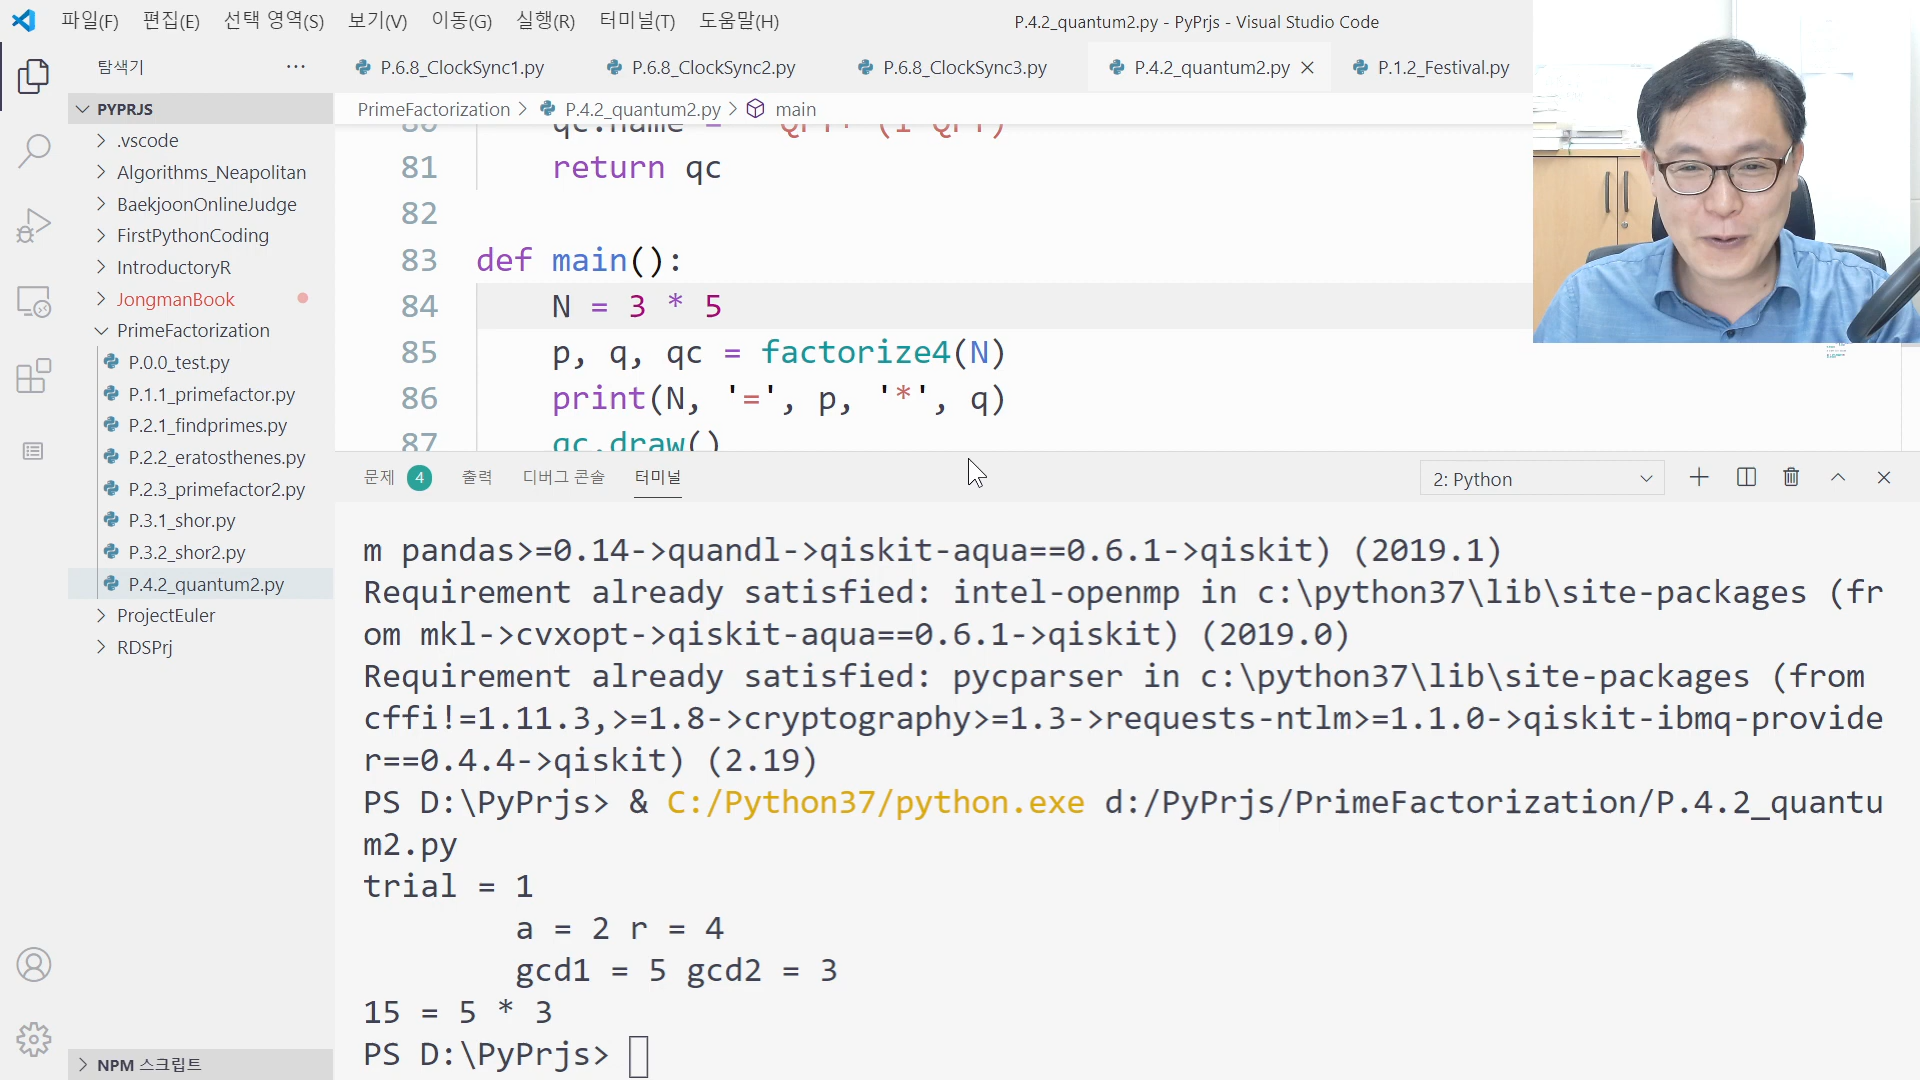 파일(F) 편집(E) 선택 영역(S) 보기(V) 이동(G) 실행(R) 터미널(T) 도움말(H) P.4.2_quantum2.py - PyPrjs - Visual Studio Code
탐색기 ...
P.6.8_ClockSync1.py P.6.8_ClockSync2.py P.6.8_ClockSync3.py P.4.2_quantum2.py P.1.2_Festival.py
PYPRJS
.vscode
Algorithms_Neapolitan
BaekjoonOnlineJudge
FirstPythonCoding
IntroductoryR
JongmanBook
PrimeFactorization
P.0.0_test.py
P.1.1_primefactor.py
P.2.1_findprimes.py
P.2.2_eratosthenes.py
P.2.3_primefactor2.py
P.3.1_shor.py
P.3.2_shor2.py
P.4.2_quantum2.py
ProjectEuler
RDSPrj
NPM 스크립트
PrimeFactorization > P.4.2_quantum2.py > main
80 qc.name =
81 return qc
82
83 def main():
84 N = 3 * 5
85 p, q, qc = factorize4(N)
86 print(N, '=', p, '*', q)
87 qc.draw()
문제 4 출력 디버그 콘솔 터미널 2: Python
m pandas>=0.14->quandl->qiskit-aqua==0.6.1->qiskit) (2019.1)
Requirement already satisfied: intel-openmp in c:\python37\lib\site-packages (fr
om mkl->cvxopt->qiskit-aqua==0.6.1->qiskit) (2019.0)
Requirement already satisfied: pycparser in c:\python37\lib\site-packages (from
cffi!=1.11.3,>=1.8->cryptography>=1.3->requests-ntlm>=1.1.0->qiskit-ibmq-provide
r==0.4.4->qiskit) (2.19)
PS D:\PyPrjs> & C:/Python37/python.exe d:/PyPrjs/PrimeFactorization/P.4.2_quantu
m2.py
trial = 1
a = 2 r = 4
gcd1 = 5 gcd2 = 3
15 = 5 * 3
PS D:\PyPrjs>